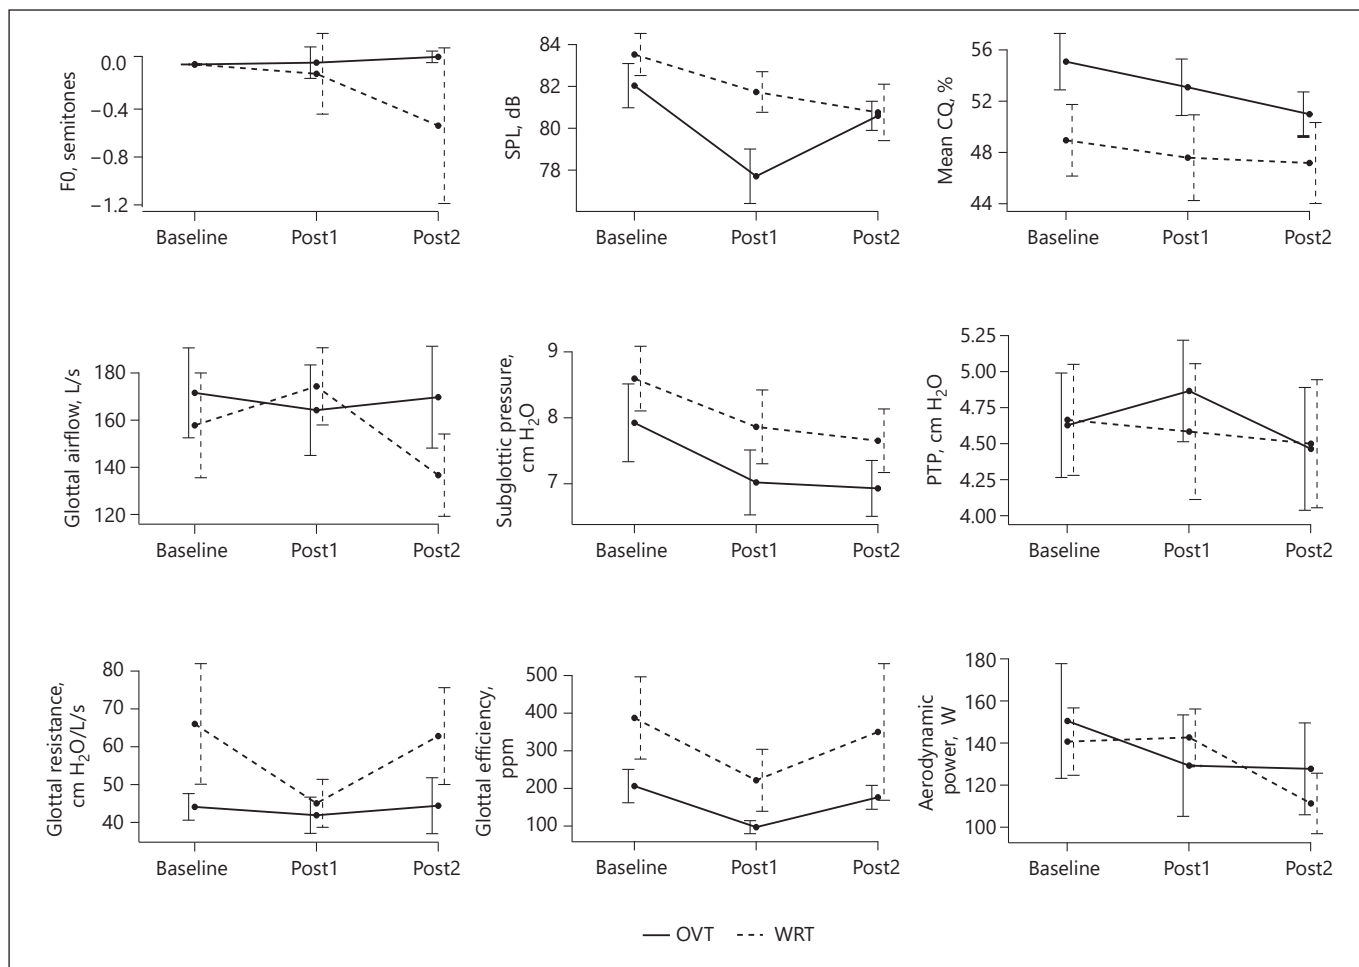 F0, semitones
0.0
−0.4
−0.8
−1.2
Baseline Post1 Post2
SPL, dB
84
82
80
78
Baseline Post1 Post2
Mean CQ, %
56
52
48
44
Baseline Post1 Post2
Glottal airflow, L/s
180
160
140
120
Baseline Post1 Post2
Subglottic pressure,
cm H₂O
9
8
7
Baseline Post1 Post2
PTP, cm H₂O
5.25
5.00
4.75
4.50
4.25
4.00
Baseline Post1 Post2
Glottal resistance,
cm H₂O/L/s
80
70
60
50
40
Baseline Post1 Post2
Glottal efficiency,
ppm
500
400
300
200
100
Baseline Post1 Post2
Aerodynamic
power, W
180
160
140
120
100
Baseline Post1 Post2
OVT WRT